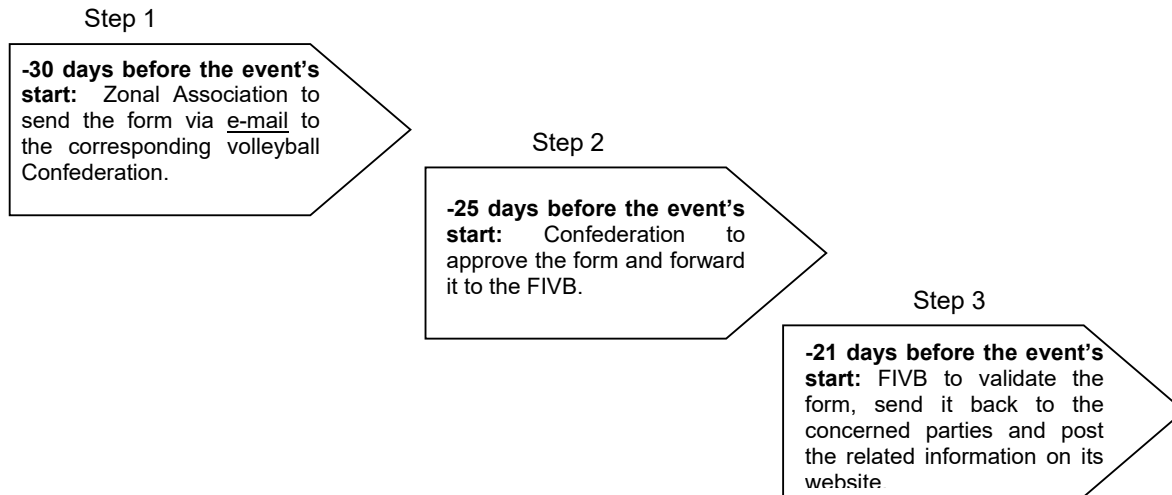 Step 1
-30 days before the event’s
start: Zonal Association to
send the form via e-mail to
the corresponding volleyball
Confederation.
Step 2
-25 days before the event’s
start: Confederation to
approve the form and forward
it to the FIVB.
Step 3
-21 days before the event’s
start: FIVB to validate the
form, send it back to the
concerned parties and post
the related information on its
website.